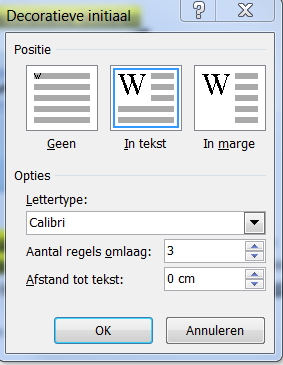 Decoratieve initiaal
Positie
W W W
Geen In tekst In marge
Opties
Lettertype:
Calibri
Aantal regels omlaag: 3
Afstand tot tekst: 0 cm
OK Annuleren